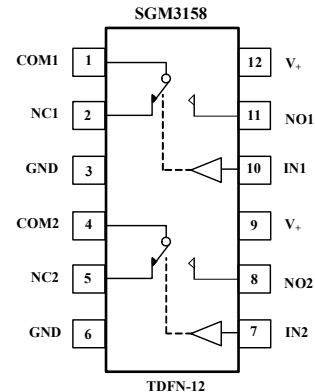 SGM3158
COM1 1 12 V+
NC1 2 11 NO1
GND 3 10 IN1
COM2 4 9 V+
NC2 5 8 NO2
GND 6 7 IN2
TDFN-12